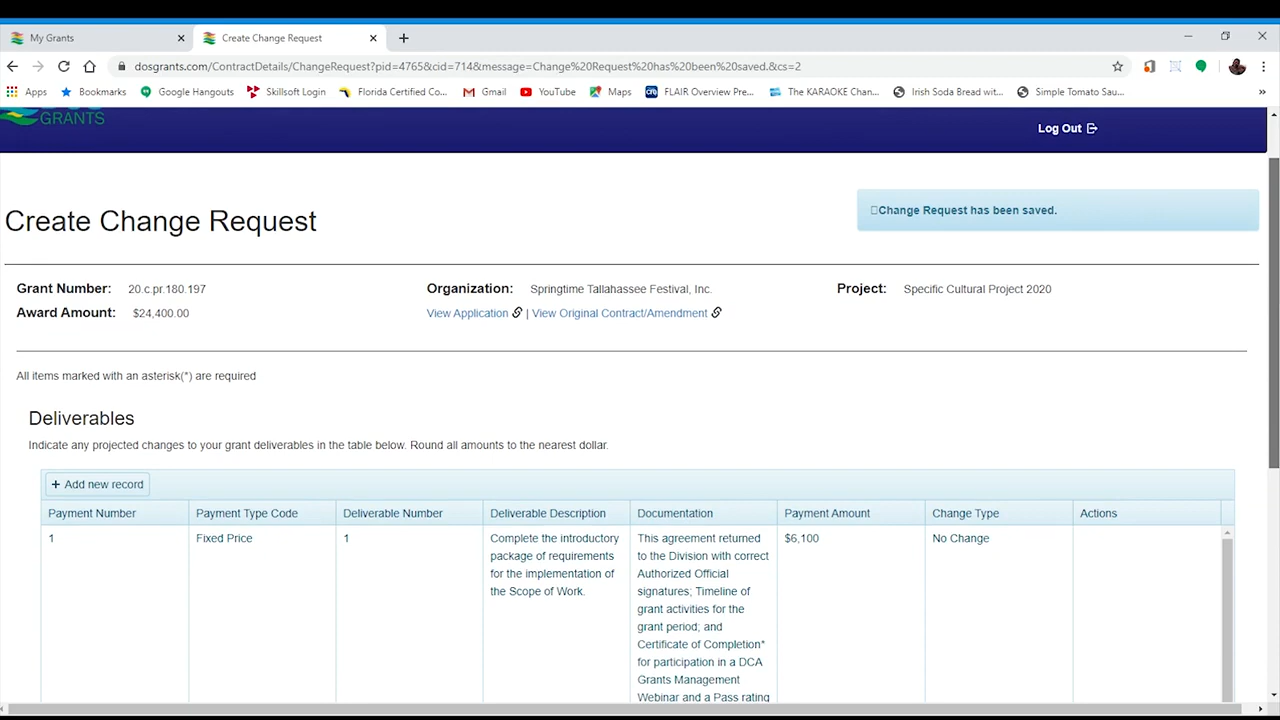 My Grants
Create Change Request
dosgrants.com/ContractDetails/ChangeRequest?pid=4765&cid=714&message=Change%20Request%20has%20been%20saved.&cs=2
Apps Bookmarks Google Hangouts Skillsoft Login Florida Certified Co... Gmail YouTube Maps FLAIR Overview Pre... The KARAOKE Chan... Irish Soda Bread wit... Simple Tomato Sau... »
GRANTS
Log Out
Create Change Request
Change Request has been saved.
Grant Number: 20.c.pr.180.197
Organization: Springtime Tallahassee Festival, Inc.
Project: Specific Cultural Project 2020
Award Amount: $24,400.00
View Application | View Original Contract/Amendment
All items marked with an asterisk(*) are required
Deliverables
Indicate any projected changes to your grant deliverables in the table below. Round all amounts to the nearest dollar.
+ Add new record
Payment Number Payment Type Code Deliverable Number Deliverable Description Documentation Payment Amount Change Type Actions
1 Fixed Price 1 Complete the introductory This agreement returned $6,100 No Change
package of requirements to the Division with correct
for the implementation of Authorized Official
the Scope of Work. signatures; Timeline of
grant activities for the
grant period; and
Certificate of Completion*
for participation in a DCA
Grants Management
Webinar and a Pass rating